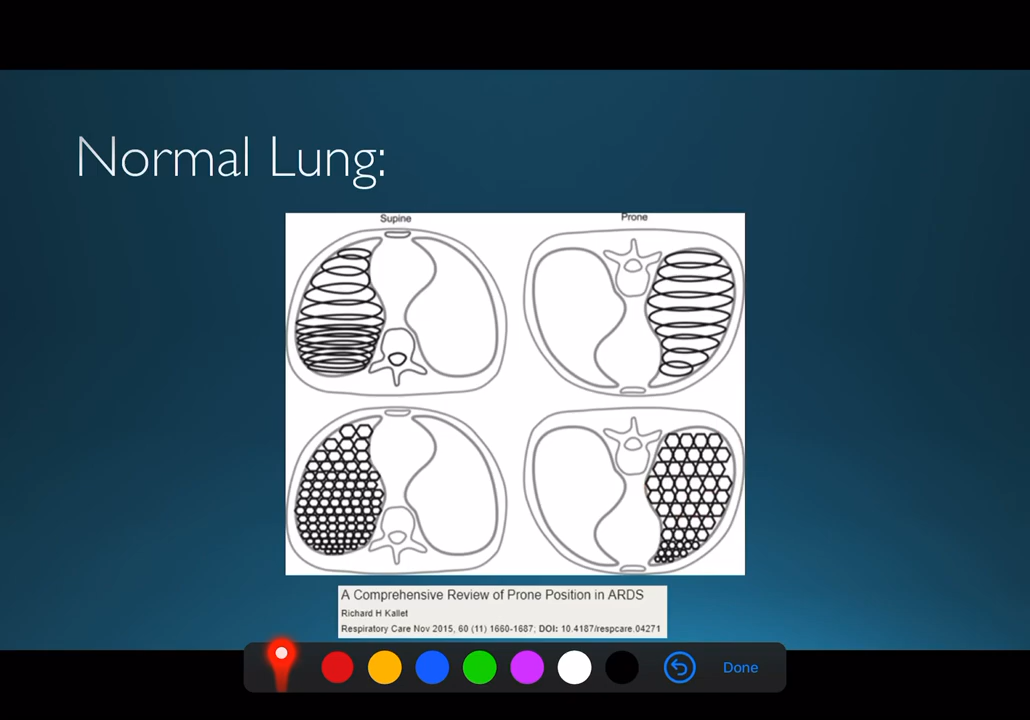 Normal Lung:
Supine
Prone
A Comprehensive Review of Prone Position in ARDS
Richard H Kallet
Respiratory Care Nov 2015, 60 (11) 1660-1687; DOI: 10.4187/respcare.04271
Done